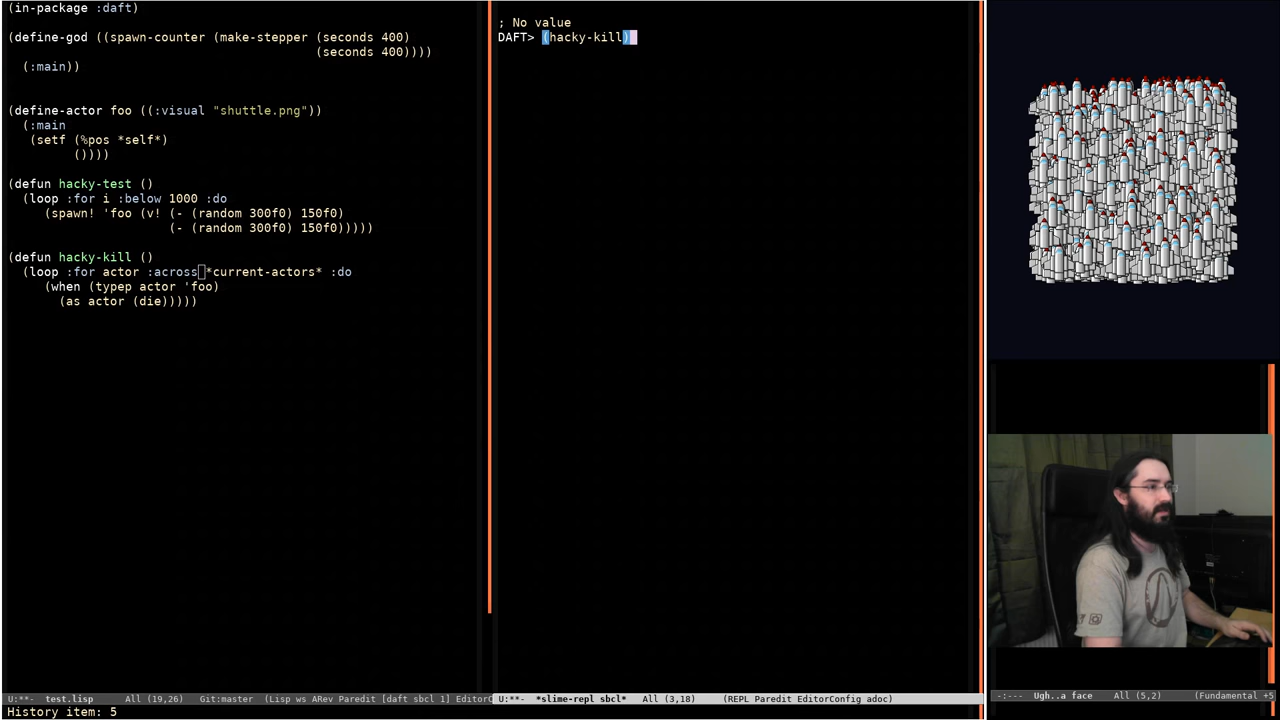 (in-package :daft)
(define-god ((spawn-counter (make-stepper (seconds 400)
(seconds 400))))
(:main))
(define-actor foo ((:visual "shuttle.png"))
(:main
(setf (%pos *self*)
())))
(defun hacky-test ()
(loop :for i :below 1000 :do
(spawn! 'foo (v! (- (random 300f0) 150f0)
(- (random 300f0) 150f0)))))
(defun hacky-kill ()
(loop :for actor :across *current-actors* :do
(when (typep actor 'foo)
(as actor (die)))))
U:**- test.lisp All (19,26) Git:master (Lisp ws ARev Paredit [daft sbcl 1] EditorC
; No value
DAFT> (hacky-kill)
U:**- *slime-repl sbcl* All (3,18) (REPL Paredit EditorConfig adoc)
-:--- Ugh..a face All (5,2) (Fundamental +5
History item: 5